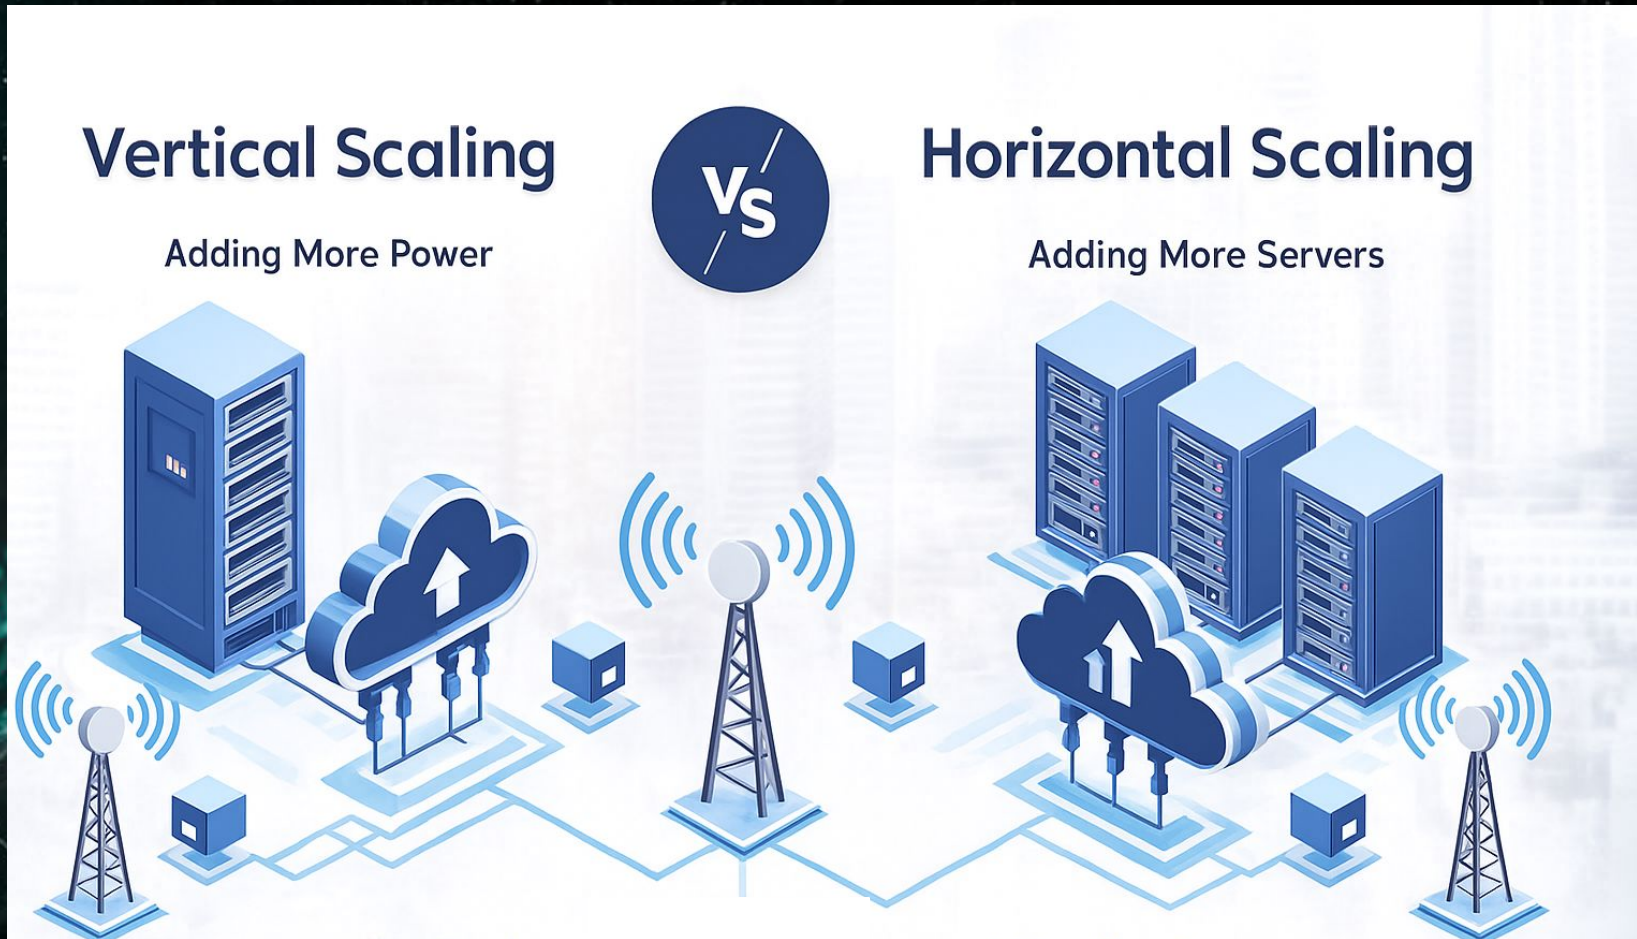 Vertical Scaling
Adding More Power
VS
Horizontal Scaling
Adding More Servers